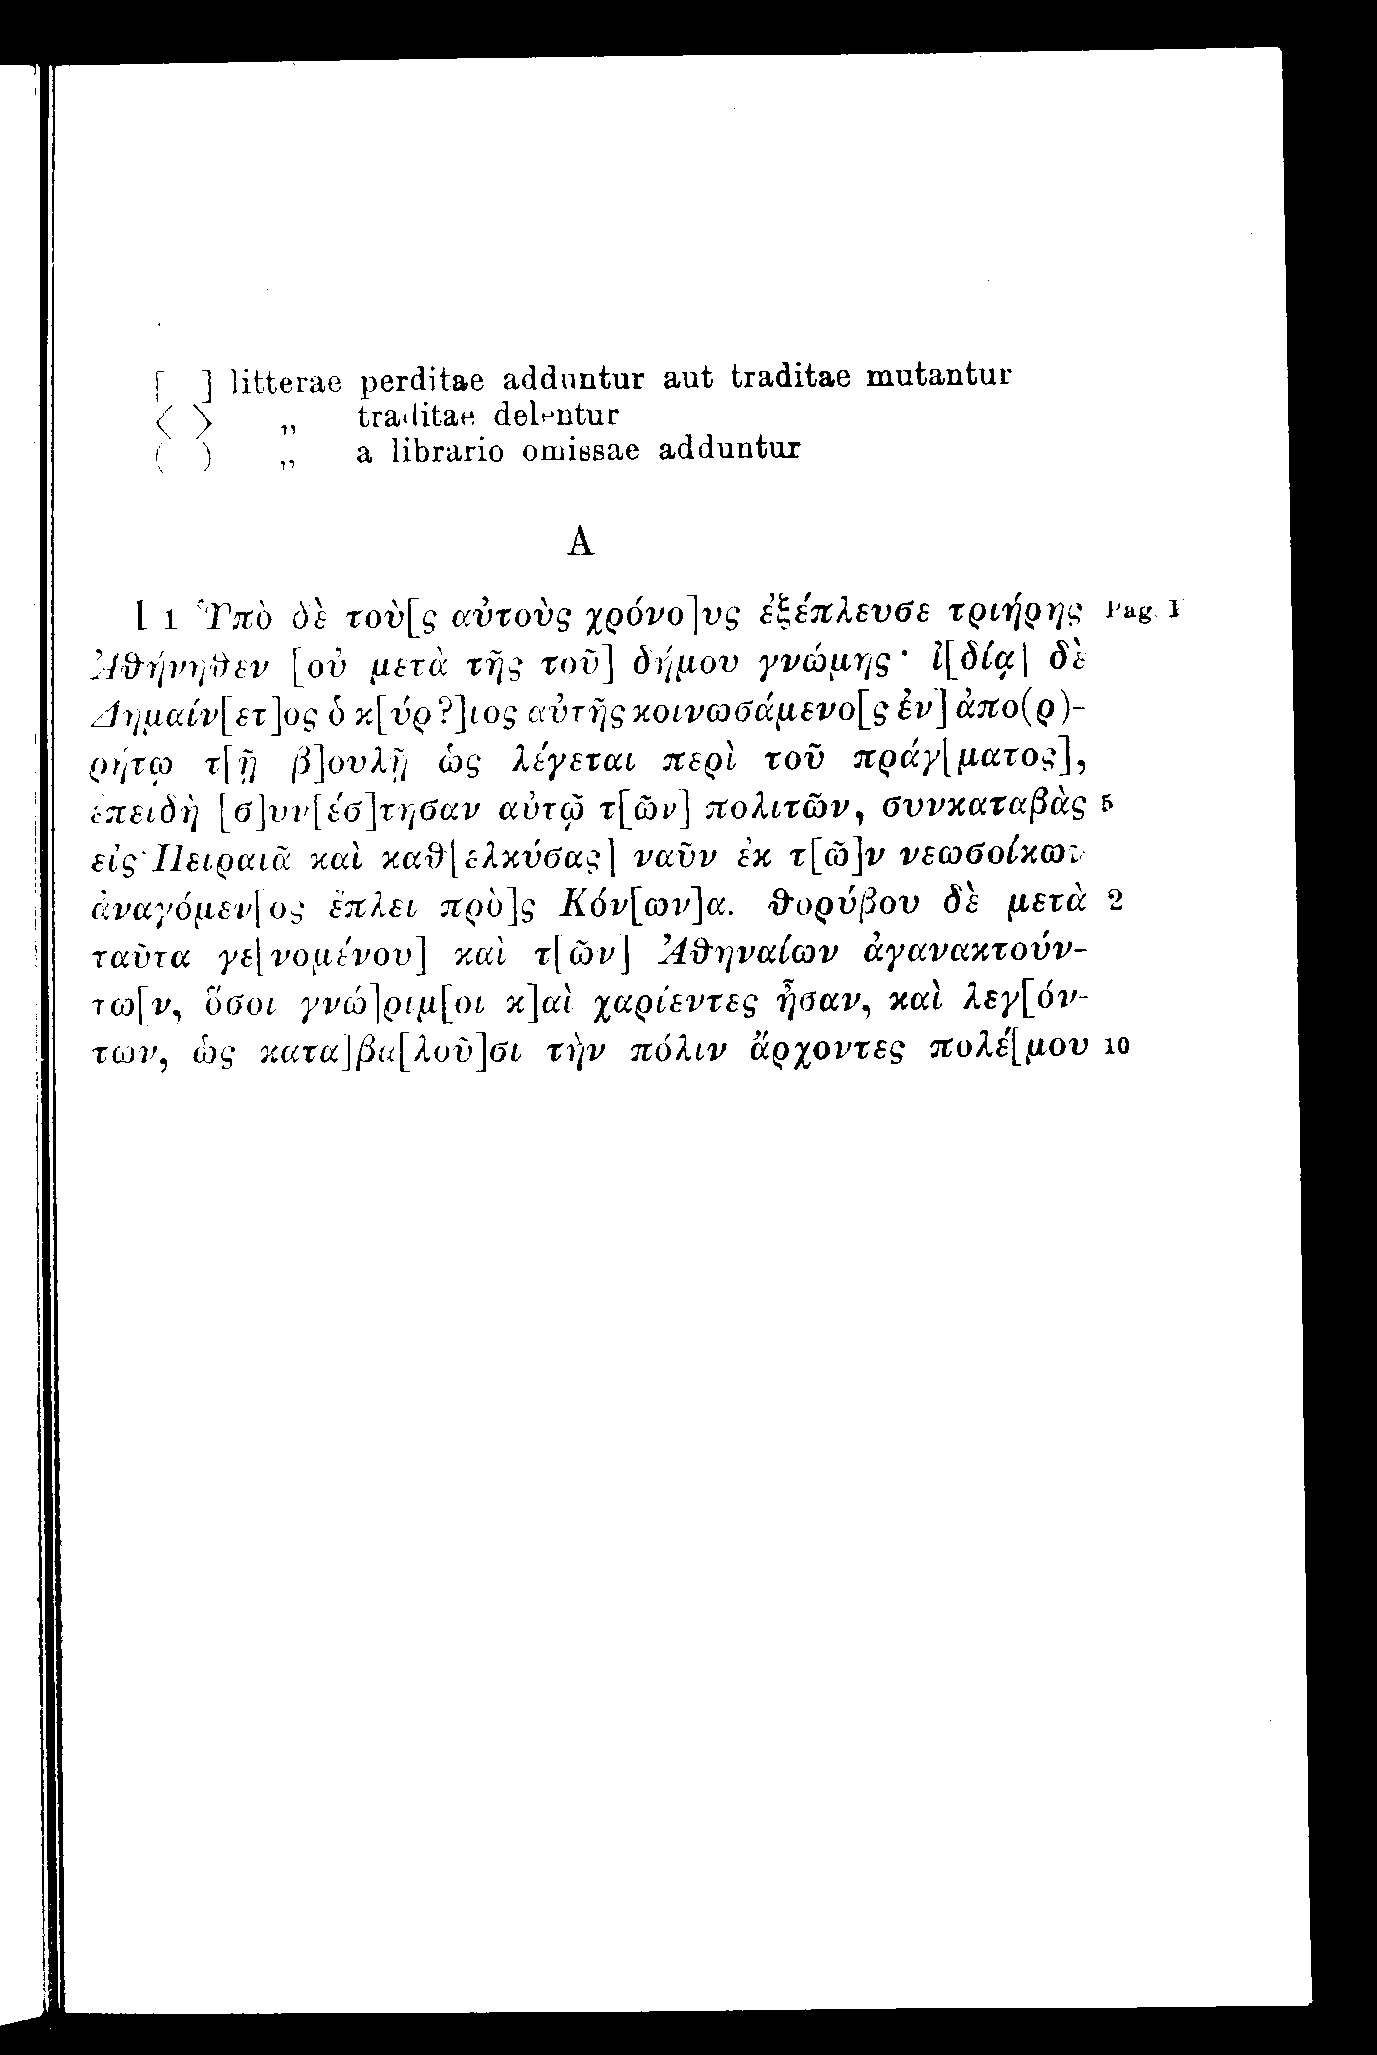 [ ] litterae perditae adduntur aut traditae mutantur
〈 〉 „ traditae delentur
( ) „ a librario omissae adduntur
A
I 1 Ὑπὸ δὲ τοὺ[ς αὐτοὺς χρόνο]υς ἐξέπλευσε τριήρης Pag. I
Ἀθήνηθεν [οὐ μετὰ τῆς τοῦ] δήμου γνώμης· ἰ[δίᾳ] δὲ
Δημαίν[ετ]ος ὁ κ[ύρ?]ιος αὐτῆς κοινωσάμενο[ς ἐν] ἀπο(ρ)-
ρήτῳ τ[ῇ β]ουλῇ ὡς λέγεται περὶ τοῦ πράγ[ματος],
ἐπειδὴ [σ]υν[έσ]τησαν αὐτῷ τ[ῶν] πολιτῶν, συνκαταβὰς 5
εἰς Πειραιᾶ καὶ καθ[ελκύσας] ναῦν ἐκ τ[ῶ]ν νεωσοίκων
ἀναγόμεν[ος ἔπλει πρὸ]ς Κόν[ων]α. θορύβου δὲ μετὰ 2
ταῦτα γε[νομένου] καὶ τ[ῶν] Ἀθηναίων ἀγανακτούν-
τω[ν, ὅσοι γνώ]ριμ[οι κ]αὶ χαρίεντες ἦσαν, καὶ λεγ[όν-
των, ὡς κατα]βα[λοῦ]σι τὴν πόλιν ἄρχοντες πολέ[μου 10